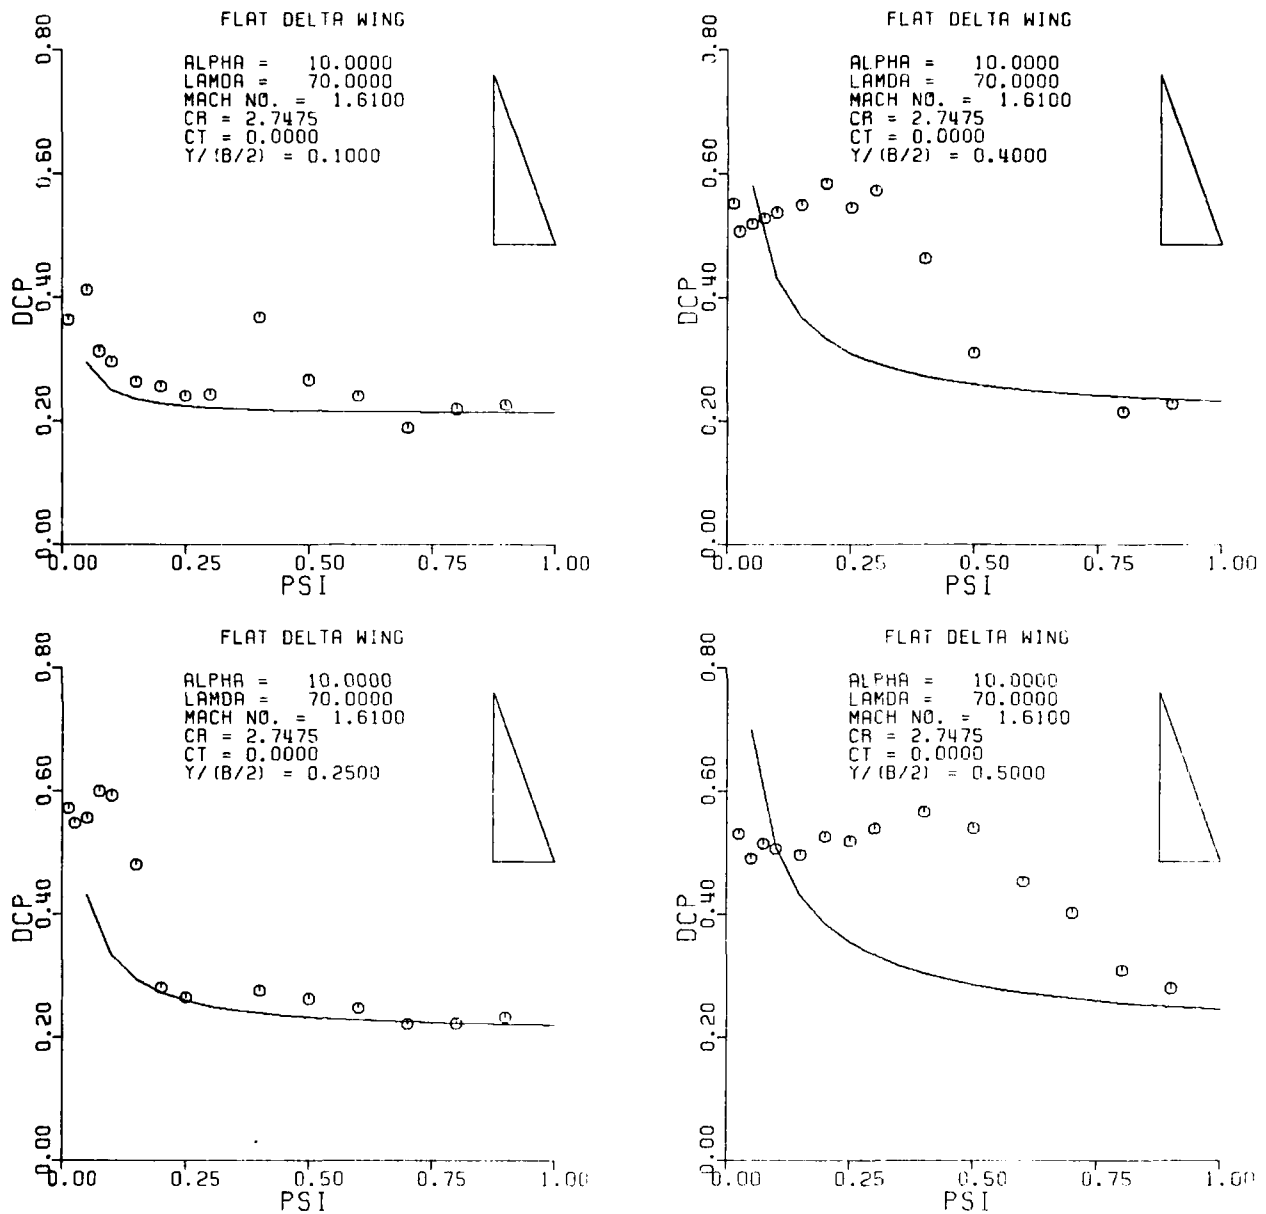 FLAT DELTA WING
ALPHA = 10.0000
LAMDA = 70.0000
MACH NO. = 1.6100
CR = 2.7475
CT = 0.0000
Y/(B/2) = 0.1000
0.80
0.60
0.40
0.20
0.00
DCP
0.00 0.25 0.50 0.75 1.00
PSI
FLAT DELTA WING
ALPHA = 10.0000
LAMDA = 70.0000
MACH NO. = 1.6100
CR = 2.7475
CT = 0.0000
Y/(B/2) = 0.4000
0.80
0.60
0.40
0.20
0.00
DCP
0.00 0.25 0.50 0.75 1.00
PSI
FLAT DELTA WING
ALPHA = 10.0000
LAMDA = 70.0000
MACH NO. = 1.6100
CR = 2.7475
CT = 0.0000
Y/(B/2) = 0.2500
0.80
0.60
0.40
0.20
0.00
DCP
0.00 0.25 0.50 0.75 1.00
PSI
FLAT DELTA WING
ALPHA = 10.0000
LAMDA = 70.0000
MACH NO. = 1.6100
CR = 2.7475
CT = 0.0000
Y/(B/2) = 0.5000
0.80
0.60
0.40
0.20
0.00
DCP
0.00 0.25 0.50 0.75 1.00
PSI